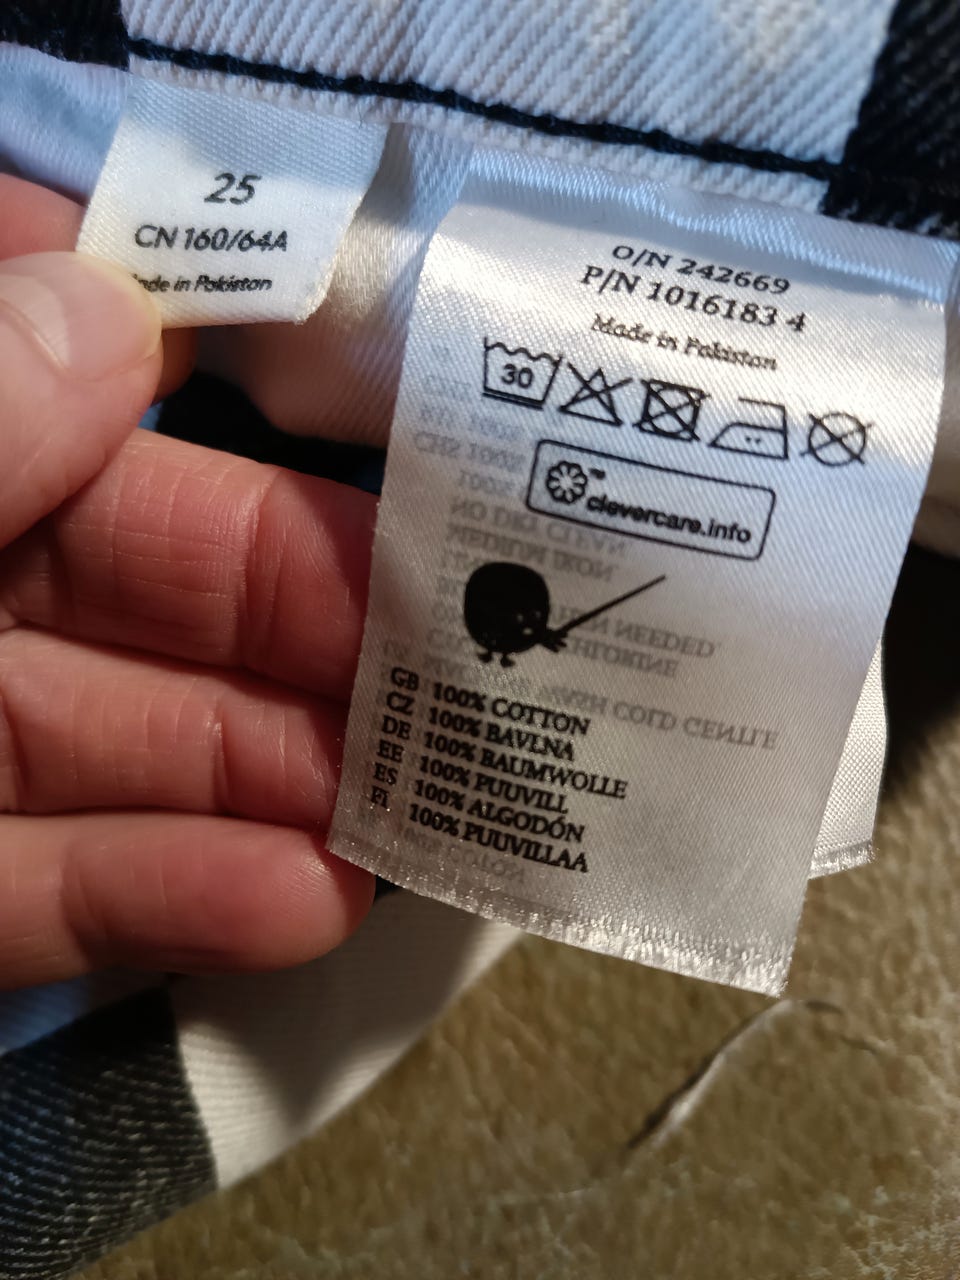 25
CN 160/64A
Made in Pakistan
O/N 242669
P/N 1016183 4
Made in Pakistan
30
™
clevercare.info
GB 100% COTTON
CZ 100% BAVLNA
DE 100% BAUMWOLLE
EE 100% PUUVILL
ES 100% ALGODÓN
FI 100% PUUVILLAA